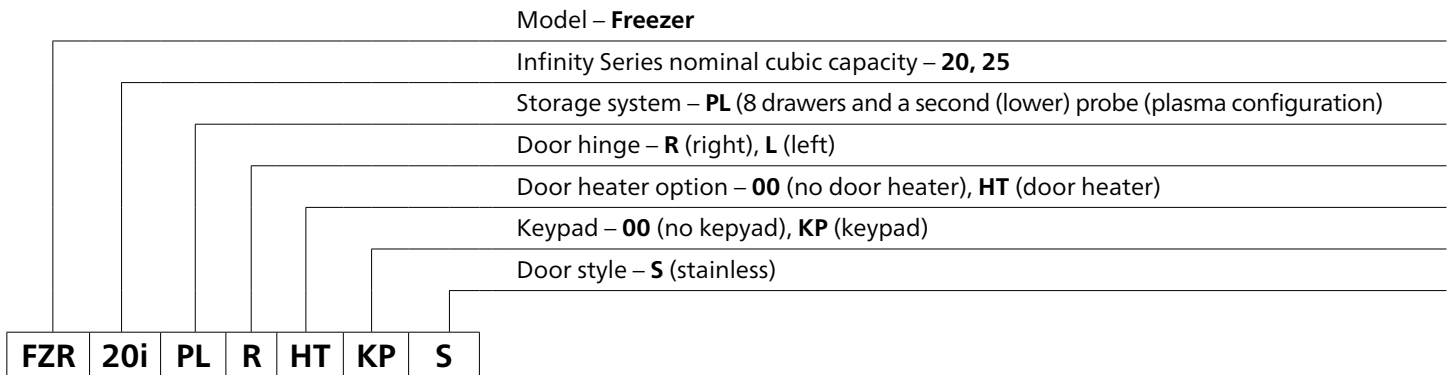 Model – Freezer
Infinity Series nominal cubic capacity – 20, 25
Storage system – PL (8 drawers and a second (lower) probe (plasma configuration)
Door hinge – R (right), L (left)
Door heater option – 00 (no door heater), HT (door heater)
Keypad – 00 (no kepyad), KP (keypad)
Door style – S (stainless)
FZR 20i PL R HT KP S